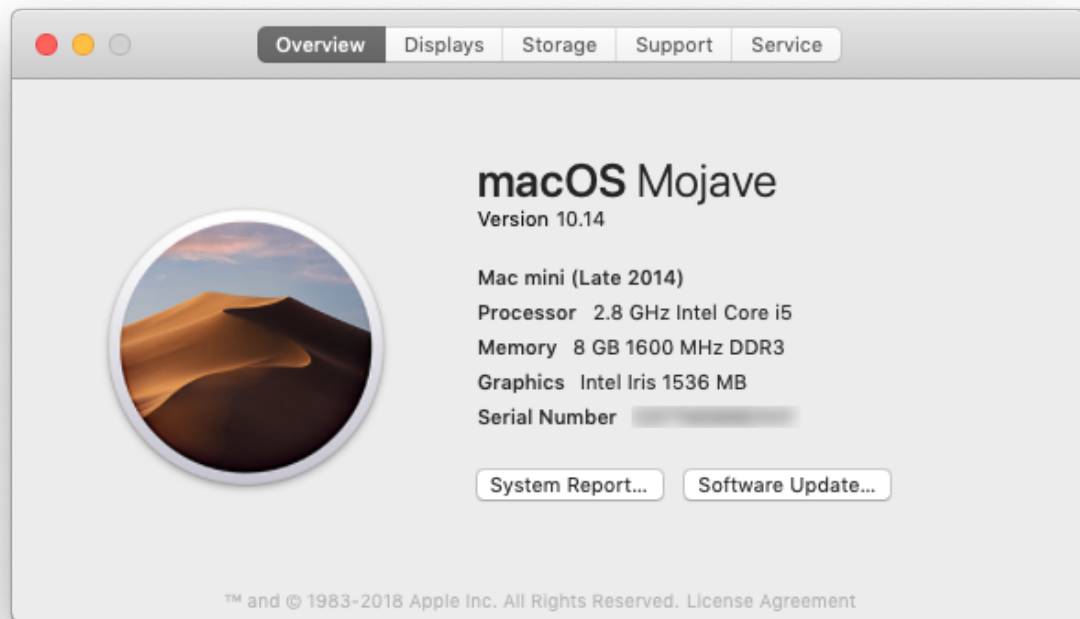 Overview Displays Storage Support Service
macOS Mojave
Version 10.14
Mac mini (Late 2014)
Processor 2.8 GHz Intel Core i5
Memory 8 GB 1600 MHz DDR3
Graphics Intel Iris 1536 MB
Serial Number
System Report... Software Update...
™ and © 1983-2018 Apple Inc. All Rights Reserved. License Agreement